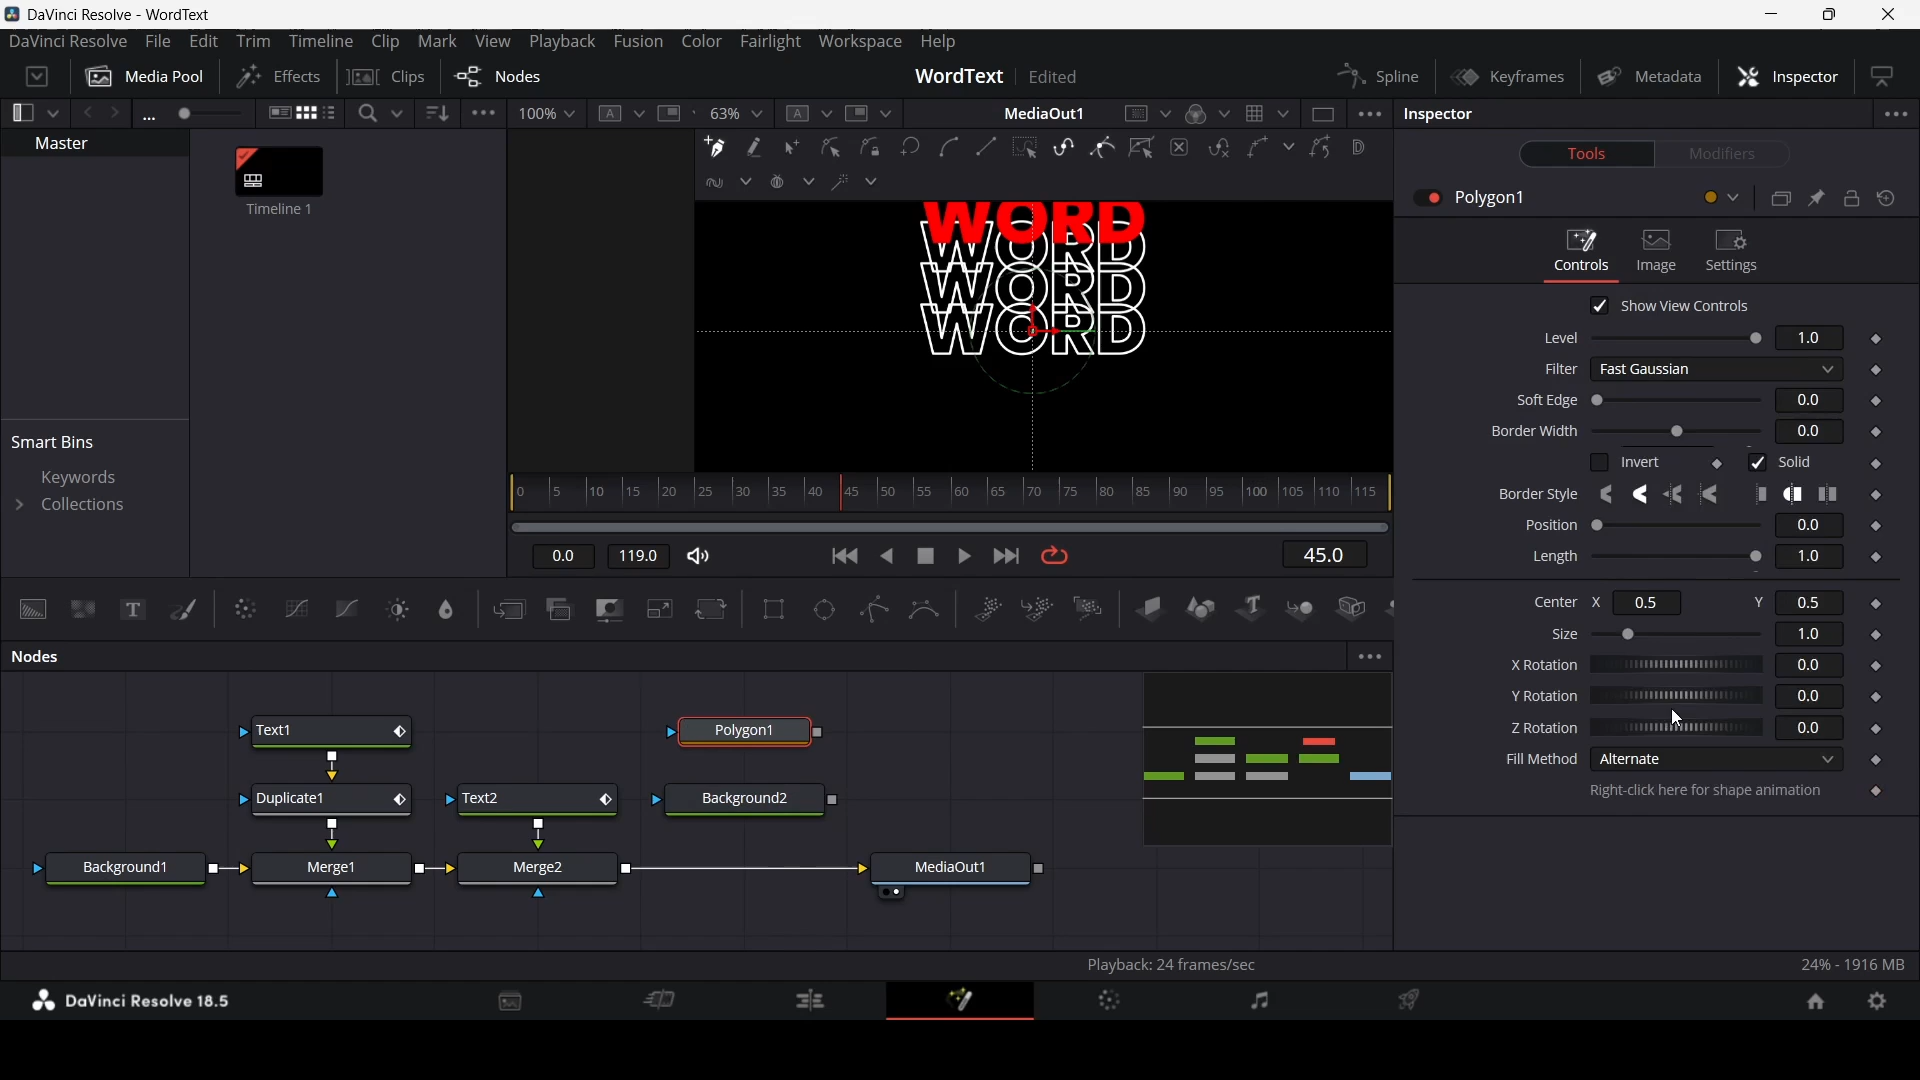 DaVinci Resolve - WordText
DaVinci Resolve File Edit Trim Timeline Clip Mark View Playback Fusion Color Fairlight Workspace Help
Media Pool Effects Clips Nodes WordText Edited Spline Keyframes Metadata Inspector
... 100% A 63% A MediaOut1 Inspector
Master
Timeline 1
Tools Modifiers
Polygon1
WORD
WORD
WORD
WORD
Controls Image Settings
Show View Controls
Level 1.0
Filter Fast Gaussian
Soft Edge 0.0
Border Width 0.0
Invert Solid
Border Style
Position 0.0
Length 1.0
Center X 0.5 Y 0.5
Size 1.0
X Rotation 0.0
Y Rotation 0.0
Z Rotation 0.0
Fill Method Alternate
Right-click here for shape animation
Smart Bins
Keywords
Collections
0 5 10 15 20 25 30 35 40 45 50 55 60 65 70 75 80 85 90 95 100 105 110 115
0.0 119.0 45.0
T
Nodes
Text1 Polygon1
Duplicate1 Text2 Background2
Background1 Merge1 Merge2 MediaOut1
Playback: 24 frames/sec 24% - 1916 MB
DaVinci Resolve 18.5